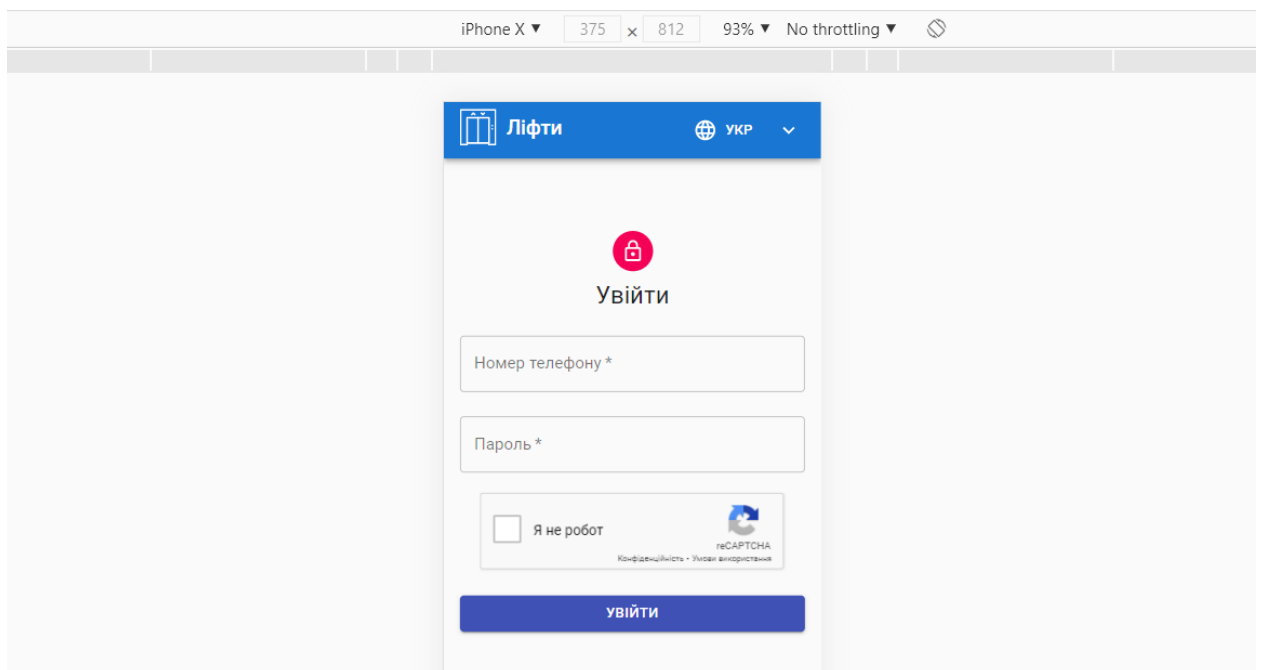 iPhone X ▼ 375 × 812 93% ▼ No throttling ▼
Ліфти УКР
Увійти
Номер телефону *
Пароль *
Я не робот
reCAPTCHA
Конфіденційність - Умови використання
УВІЙТИ